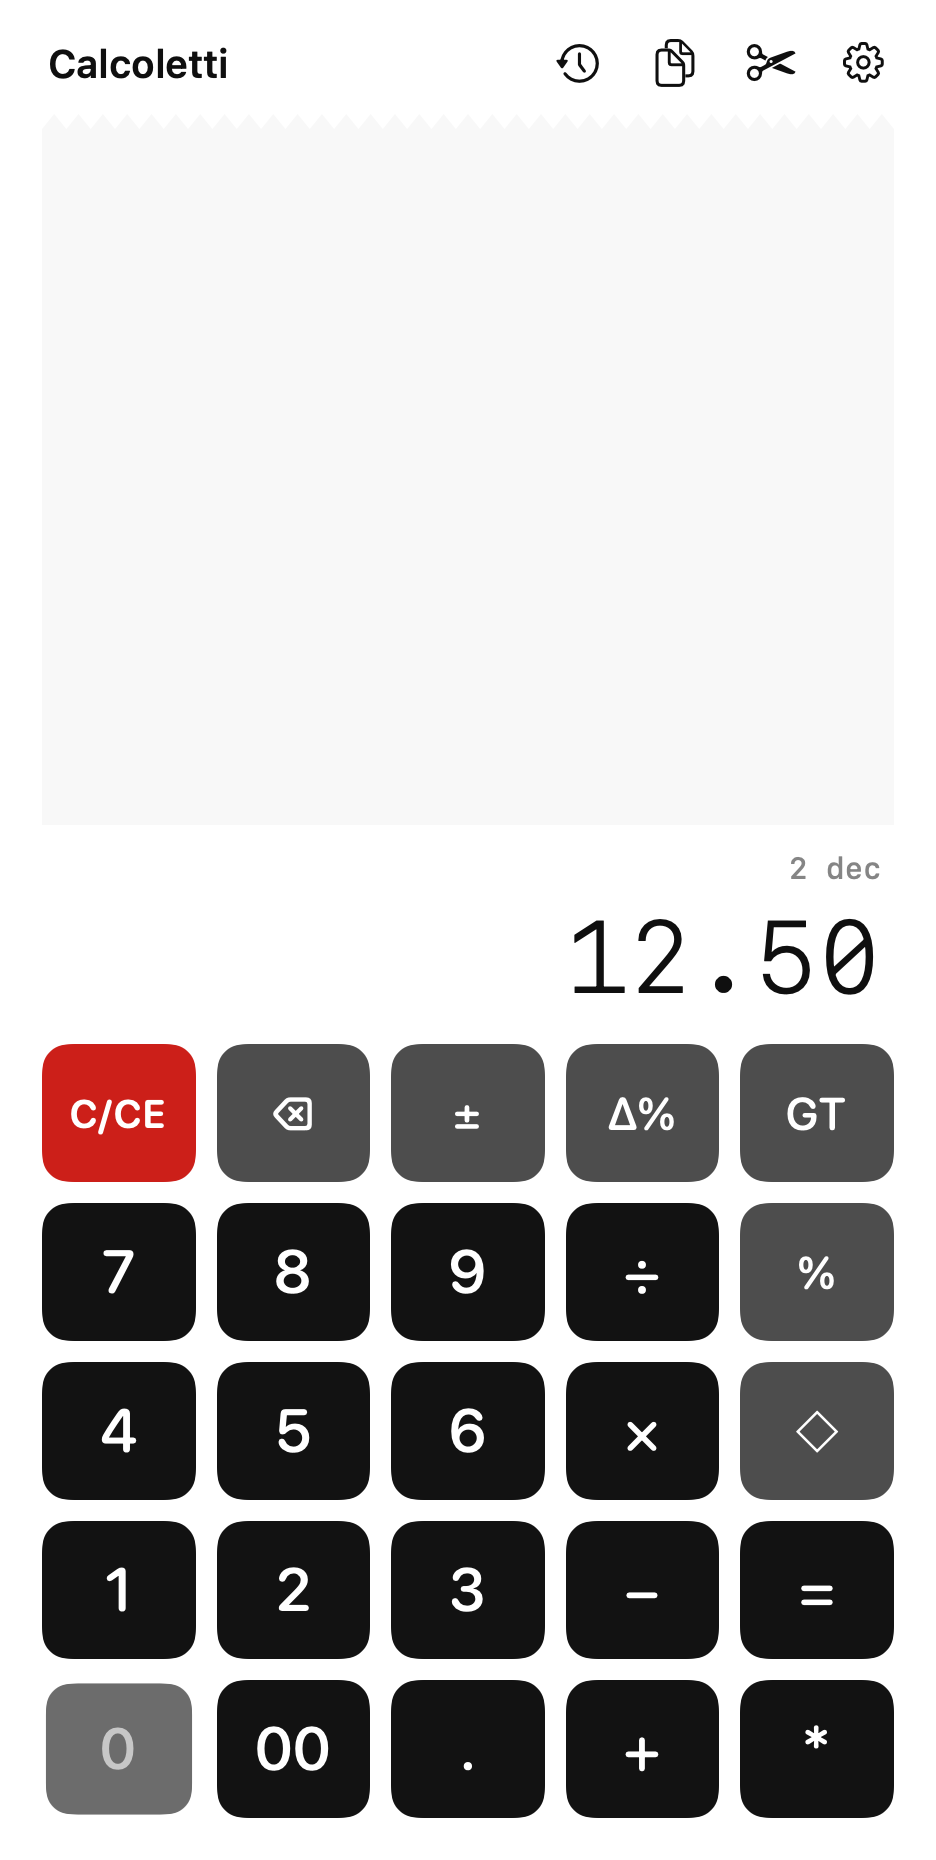 Calcoletti
2 dec
12.50
C/CE ± Δ% GT
7 8 9 ÷ %
4 5 6 × ◇
1 2 3 − =
0 00 . + *